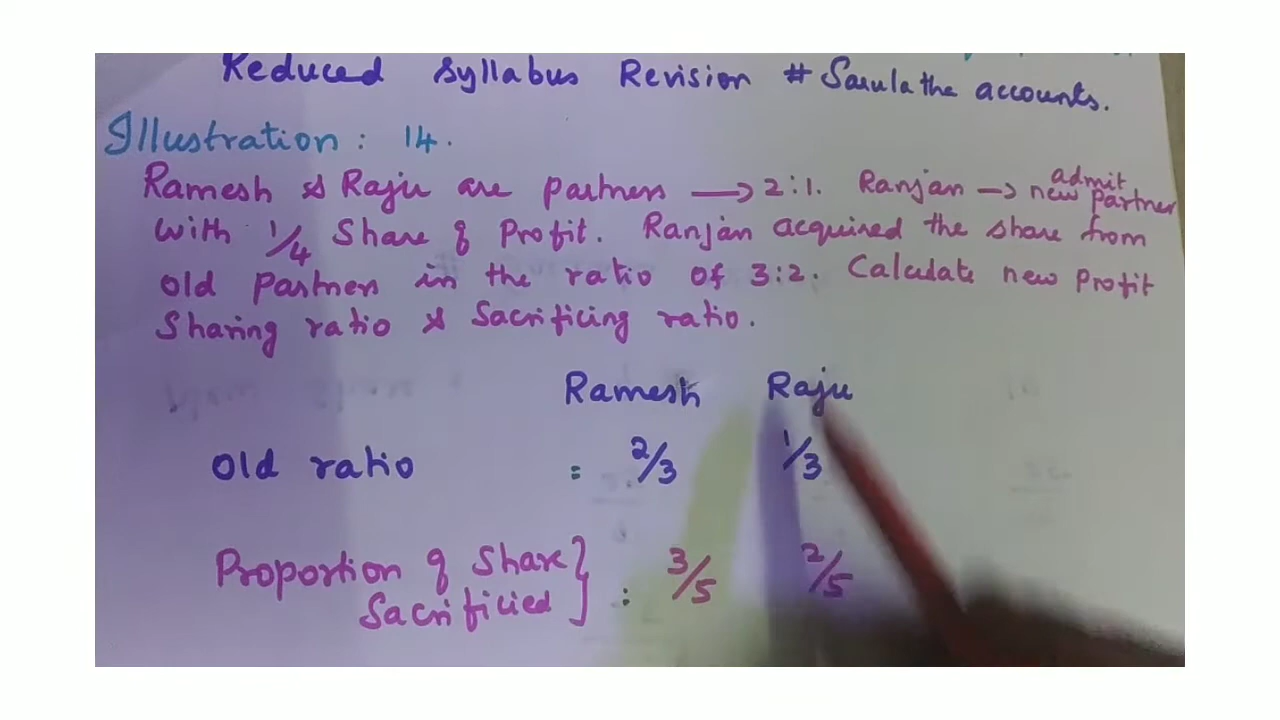 Reduced Syllabus Revision # Sarulatha accounts.
Illustration : 14.
Ramesh & Raju are partners → 2:1. Ranjan → new admit partner
with 1/4 Share of Profit. Ranjan acquired the share from
old partners in the ratio of 3:2. Calculate new profit
Sharing ratio & Sacrificing ratio.
Ramesh Raju
Old ratio : 2/3 1/3
Proportion of Share } : 3/5 2/5
Sacrificied